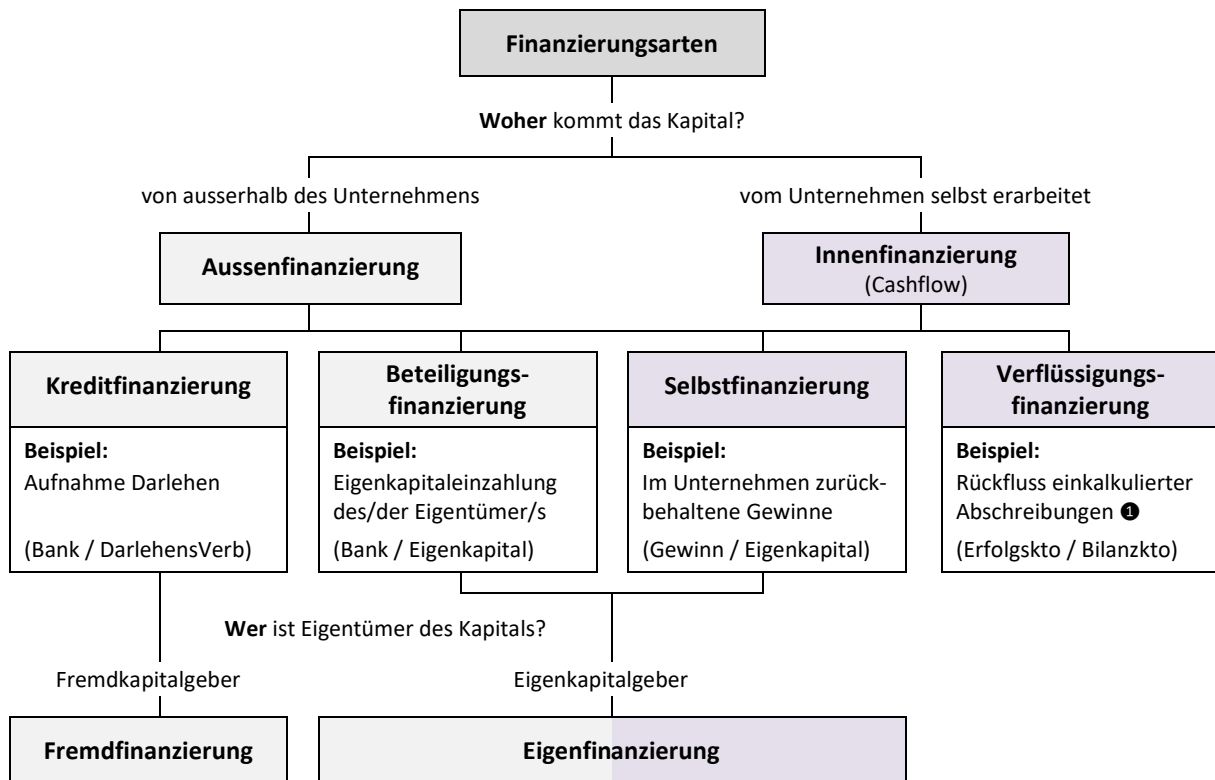 Finanzierungsarten
Woher kommt das Kapital?
von ausserhalb des Unternehmens
vom Unternehmen selbst erarbeitet
Aussenfinanzierung
Innenfinanzierung
(Cashflow)
Kreditfinanzierung
Beispiel:
Aufnahme Darlehen
(Bank / DarlehensVerb)
Beteiligungs-
finanzierung
Beispiel:
Eigenkapitaleinzahlung
des/der Eigentümer/s
(Bank / Eigenkapital)
Selbstfinanzierung
Beispiel:
Im Unternehmen zurück-
behaltene Gewinne
(Gewinn / Eigenkapital)
Verflüssigungs-
finanzierung
Beispiel:
Rückfluss einkalkulierter
Abschreibungen ❶
(Erfolgskto / Bilanzkto)
Wer ist Eigentümer des Kapitals?
Fremdkapitalgeber
Eigenkapitalgeber
Fremdfinanzierung
Eigenfinanzierung